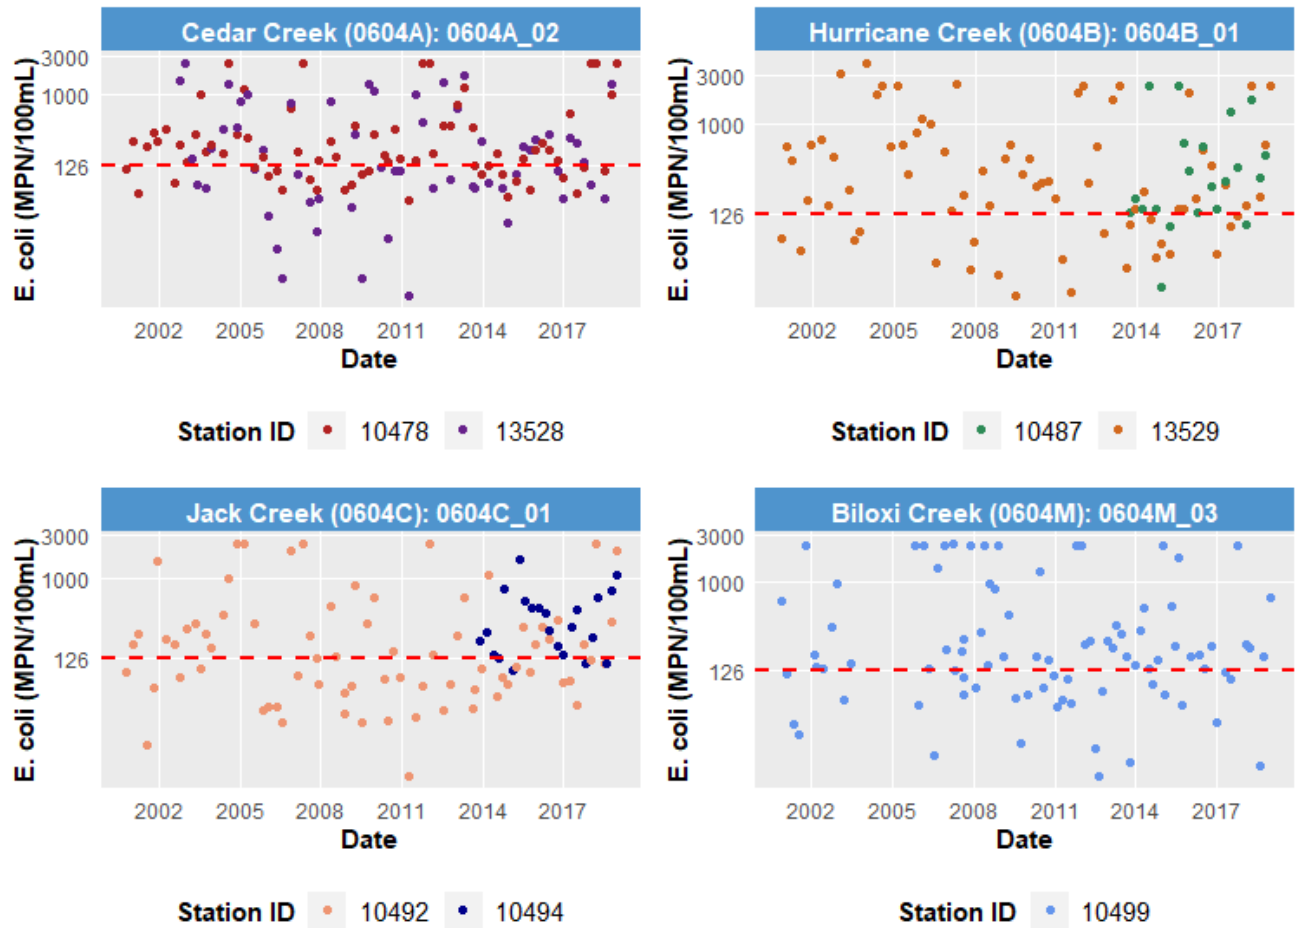 Cedar Creek (0604A): 0604A_02
E. coli (MPN/100mL)
3000
1000
126
2002 2005 2008 2011 2014 2017
Date
Station ID 10478 13528
Hurricane Creek (0604B): 0604B_01
E. coli (MPN/100mL)
3000
1000
126
2002 2005 2008 2011 2014 2017
Date
Station ID 10487 13529
Jack Creek (0604C): 0604C_01
E. coli (MPN/100mL)
3000
1000
126
2002 2005 2008 2011 2014 2017
Date
Station ID 10492 10494
Biloxi Creek (0604M): 0604M_03
E. coli (MPN/100mL)
3000
1000
126
2002 2005 2008 2011 2014 2017
Date
Station ID 10499